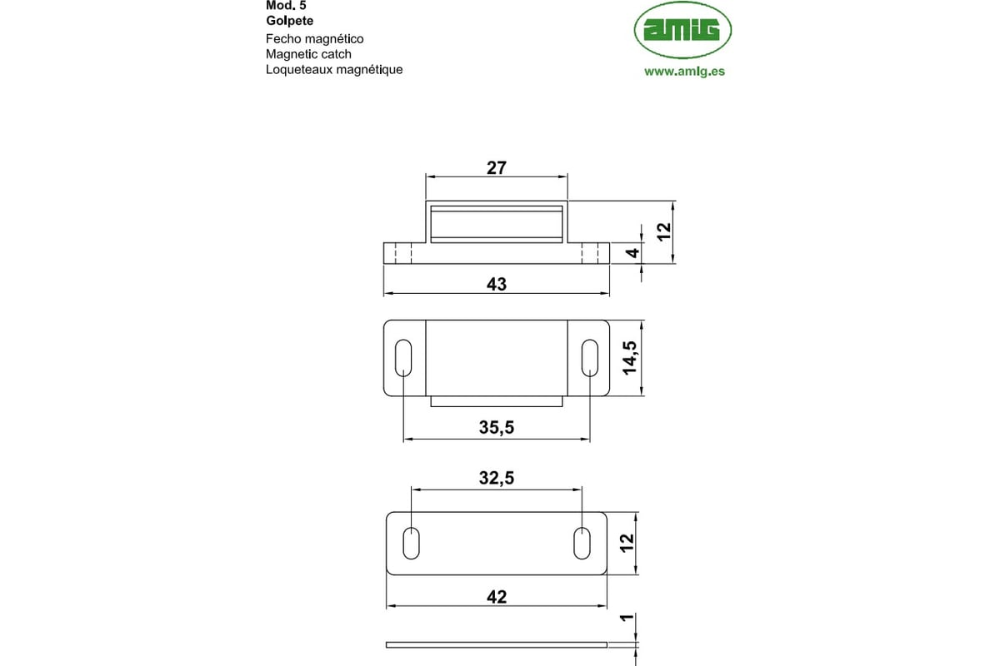 Mod. 5
Golpete
Fecho magnético
Magnetic catch
Loqueteaux magnétique
AMIG
www.amig.es
27
12
4
43
14,5
35,5
32,5
12
42
1